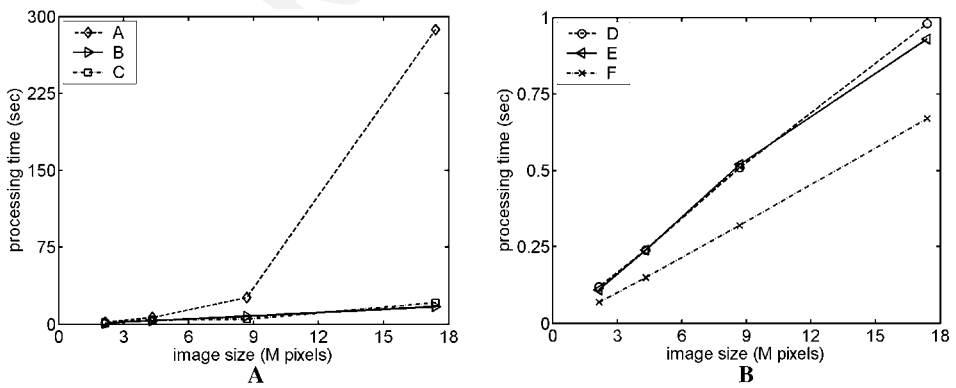 300
225
150
75
0
processing time (sec)
A
B
C
0 3 6 9 12 15 18
image size (M pixels)
A
1
0.75
0.5
0.25
0
processing time (sec)
D
E
F
0 3 6 9 12 15 18
image size (M pixels)
B